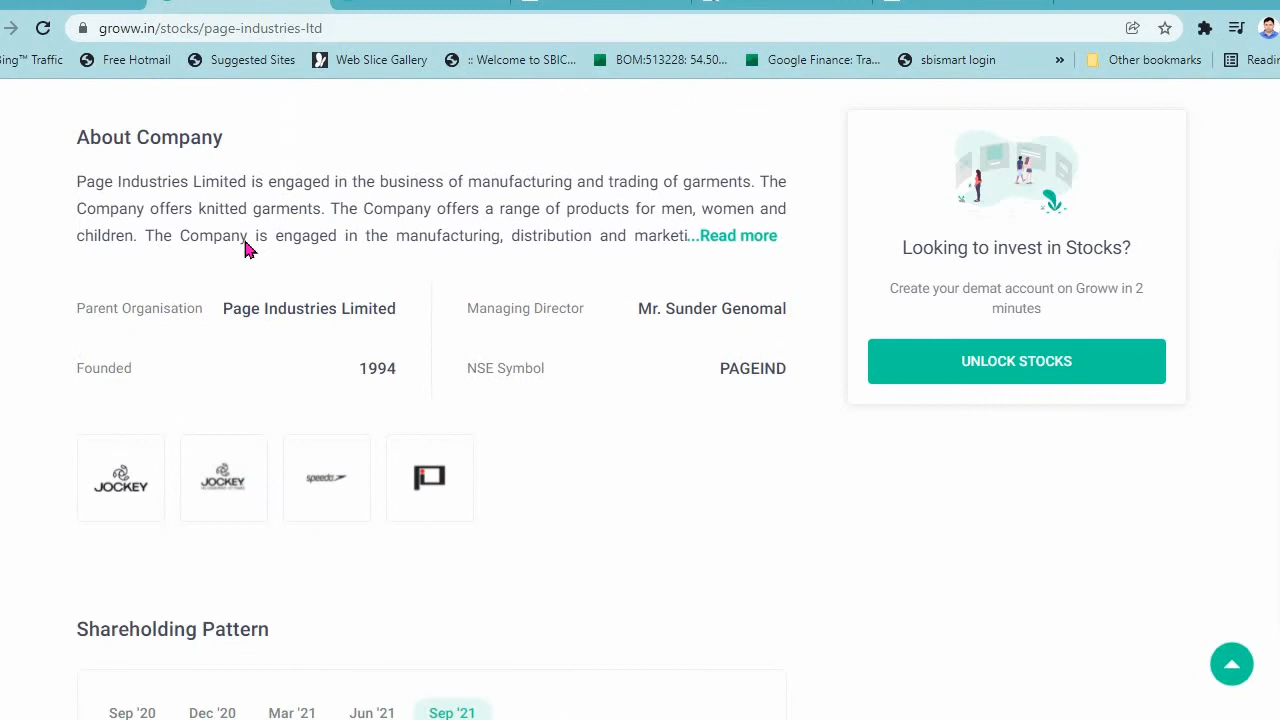 groww.in/stocks/page-industries-ltd
ing™ Traffic Free Hotmail Suggested Sites Web Slice Gallery :: Welcome to SBIC... BOM:513228: 54.50... Google Finance: Tra... sbismart login » Other bookmarks Readin
About Company
Page Industries Limited is engaged in the business of manufacturing and trading of garments. The
Company offers knitted garments. The Company offers a range of products for men, women and
children. The Company is engaged in the manufacturing, distribution and marketi...Read more
Parent Organisation Page Industries Limited
Managing Director Mr. Sunder Genomal
Founded 1994
NSE Symbol PAGEIND
JOCKEY JOCKEY speedo
Shareholding Pattern
Sep '20 Dec '20 Mar '21 Jun '21 Sep '21
Looking to invest in Stocks?
Create your demat account on Groww in 2
minutes
UNLOCK STOCKS